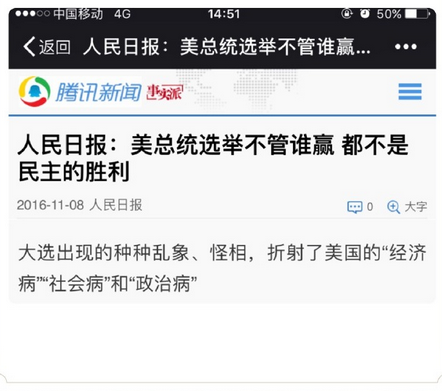 中国移动 4G 14:51 50%
返回 人民日报：美总统选举不管谁赢...
腾讯新闻 事实派
人民日报：美总统选举不管谁赢 都不是
民主的胜利
2016-11-08 人民日报 0 大字
大选出现的种种乱象、怪相，折射了美国的“经济
病”“社会病”和“政治病”